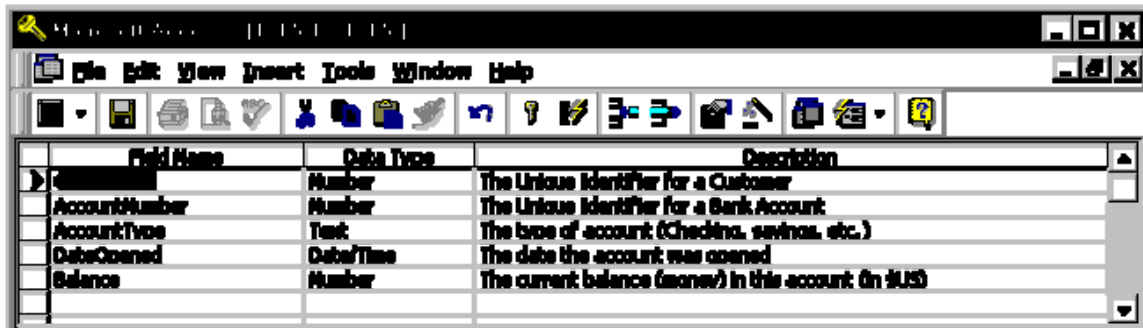 File Edit View Insert Tools Window Help
Field Name Data Type Description
Number The Unique Identifier for a Customer
AccountNumber Number The Unique Identifier for a Bank Account
AccountType Text The type of account (Checking, savings, etc.)
DateOpened Date/Time The date the account was opened
Balance Number The current balance (money) in this account (in $US)